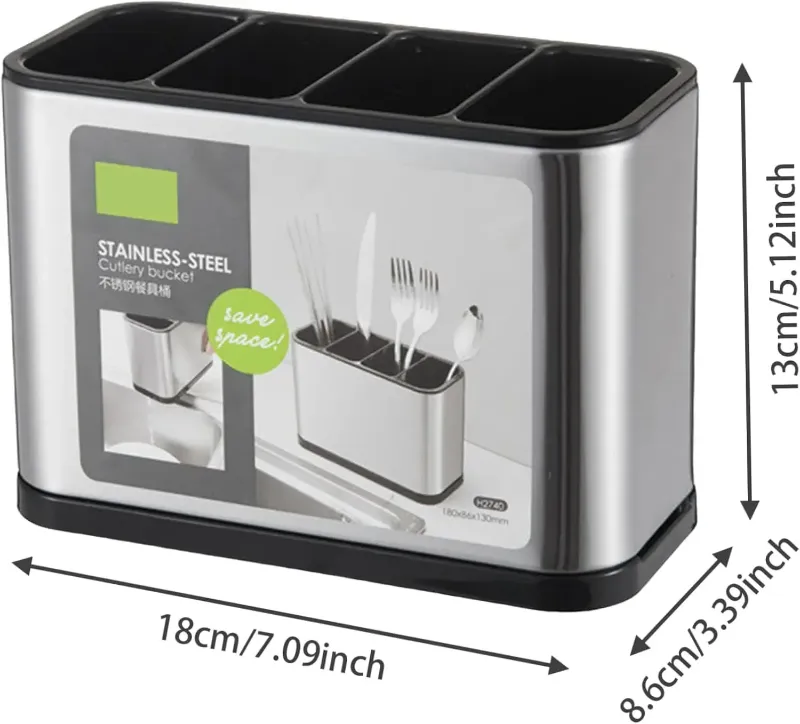 STAINLESS-STEEL
Cutlery bucket
不锈钢餐具桶
save
space!
H2740
180x86x130mm
13cm/5.12inch
18cm/7.09inch
8.6cm/3.39inch